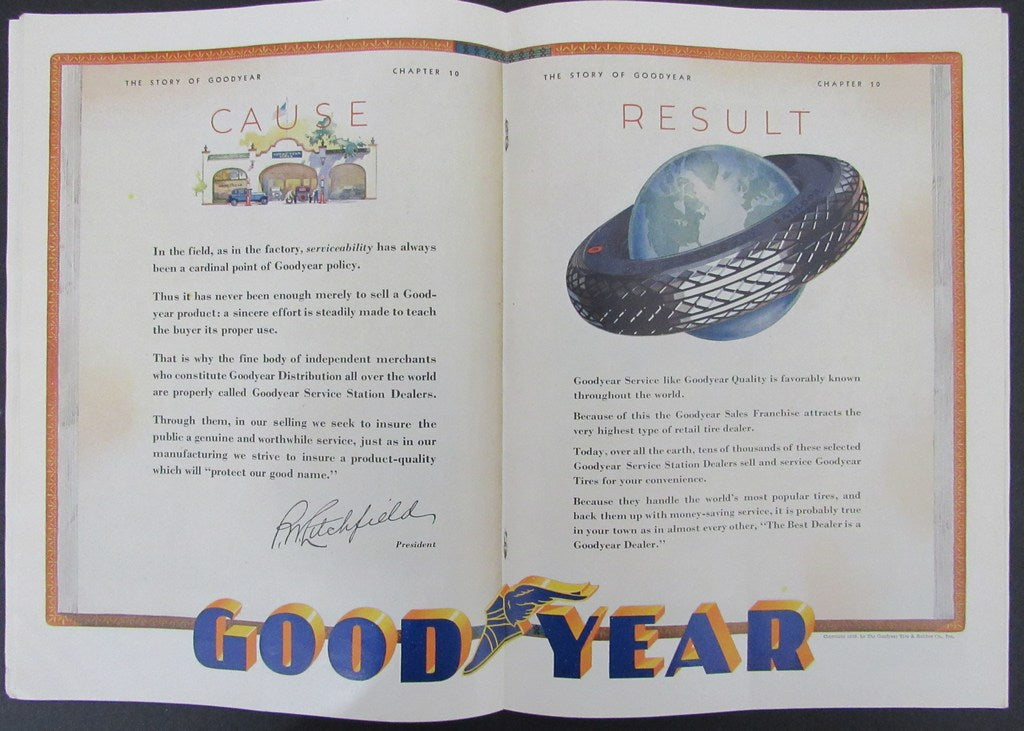 THE STORY OF GOODYEAR
CHAPTER 10
CAUSE
In the field, as in the factory, serviceability has always
been a cardinal point of Goodyear policy.
Thus it has never been enough merely to sell a Good-
year product: a sincere effort is steadily made to teach
the buyer its proper use.
That is why the fine body of independent merchants
who constitute Goodyear Distribution all over the world
are properly called Goodyear Service Station Dealers.
Through them, in our selling we seek to insure the
public a genuine and worthwhile service, just as in our
manufacturing we strive to insure a product-quality
which will "protect our good name."
P.W. Litchfield
President
THE STORY OF GOODYEAR
CHAPTER 10
RESULT
Goodyear Service like Goodyear Quality is favorably known
throughout the world.
Because of this the Goodyear Sales Franchise attracts the
very highest type of retail tire dealer.
Today, over all the earth, tens of thousands of these selected
Goodyear Service Station Dealers sell and service Goodyear
Tires for your convenience.
Because they handle the world's most popular tires, and
back them up with money-saving service, it is probably true
in your town as in almost every other, "The Best Dealer is a
Goodyear Dealer."
GOOD YEAR
Copyright by The Goodyear Tire & Rubber Co., Inc.